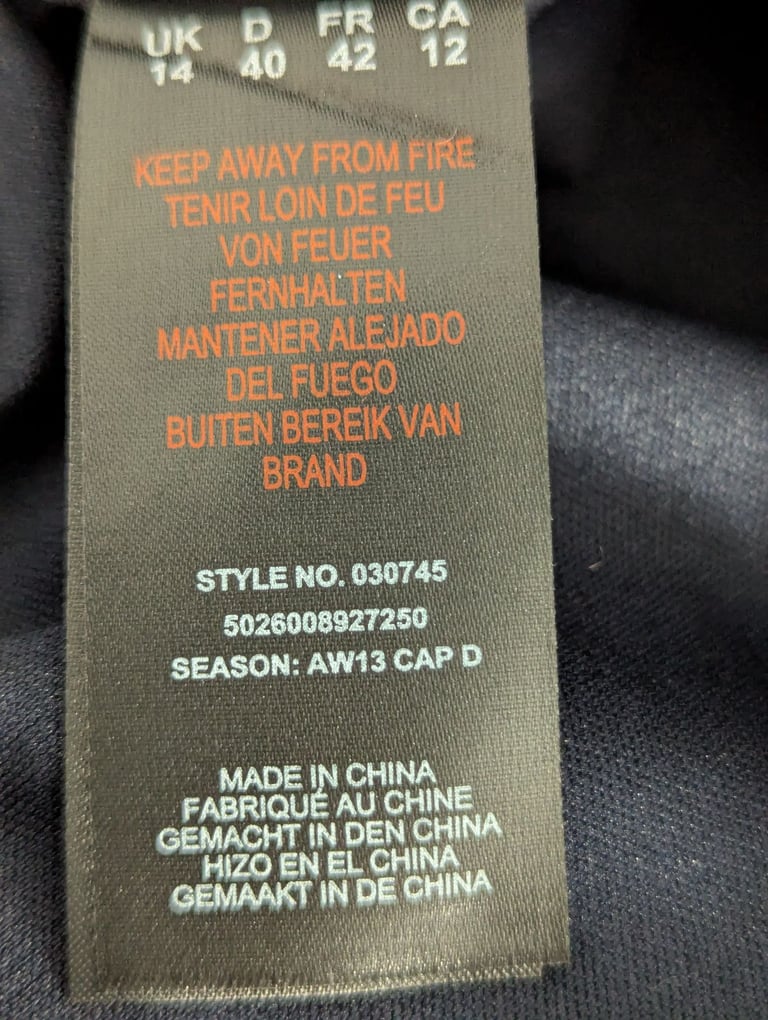 UK D FR CA
14 40 42 12
KEEP AWAY FROM FIRE
TENIR LOIN DE FEU
VON FEUER
FERNHALTEN
MANTENER ALEJADO
DEL FUEGO
BUITEN BEREIK VAN
BRAND
STYLE NO. 030745
5026008927250
SEASON: AW13 CAP D
MADE IN CHINA
FABRIQUÉ AU CHINE
GEMACHT IN DEN CHINA
HIZO EN EL CHINA
GEMAAKT IN DE CHINA